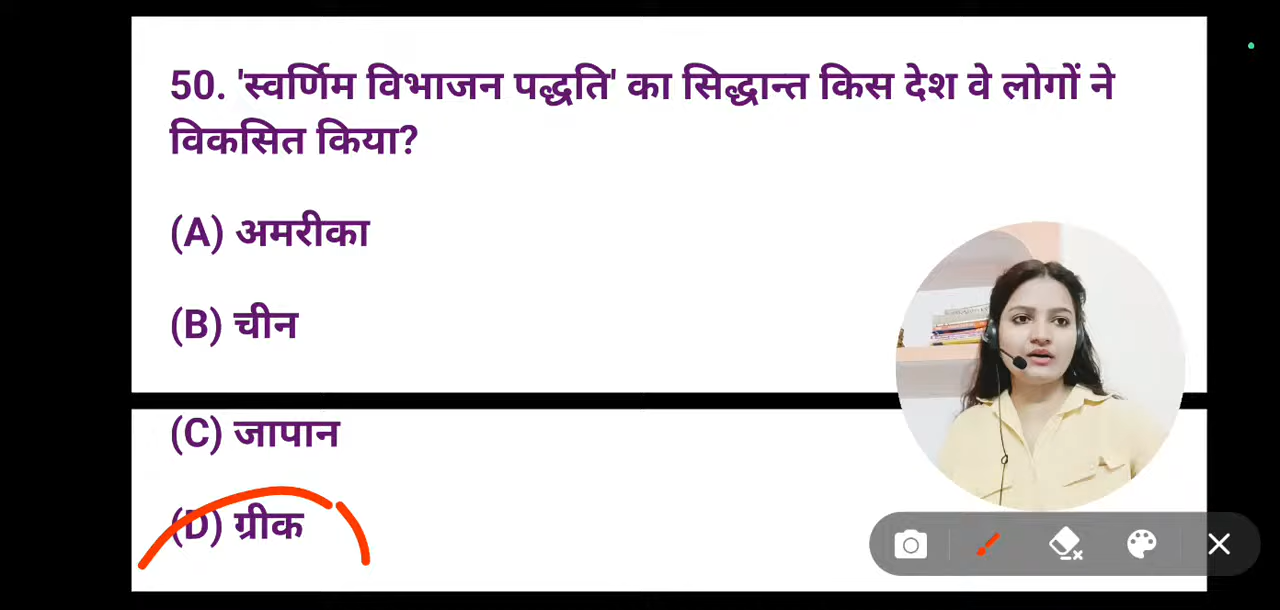 50. 'स्वर्णिम विभाजन पद्धति' का सिद्धान्त किस देश वे लोगों ने
विकसित किया?
(A) अमरीका
(B) चीन
(C) जापान
(D) ग्रीक